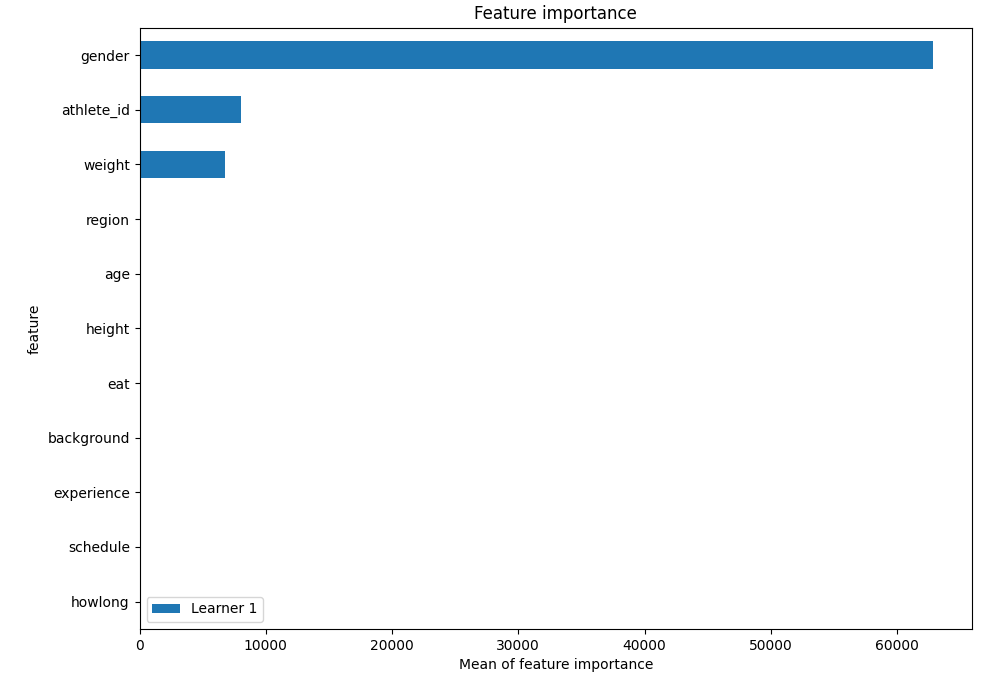 Feature importance
gender
athlete_id
weight
region
age
height
eat
background
experience
schedule
howlong
feature
Learner 1
0 10000 20000 30000 40000 50000 60000
Mean of feature importance